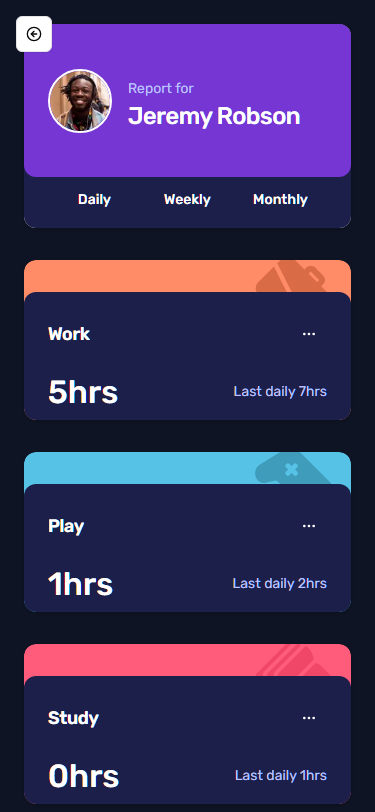 Report for
Jeremy Robson
Daily Weekly Monthly
Work
5hrs Last daily 7hrs
Play
1hrs Last daily 2hrs
Study
0hrs Last daily 1hrs